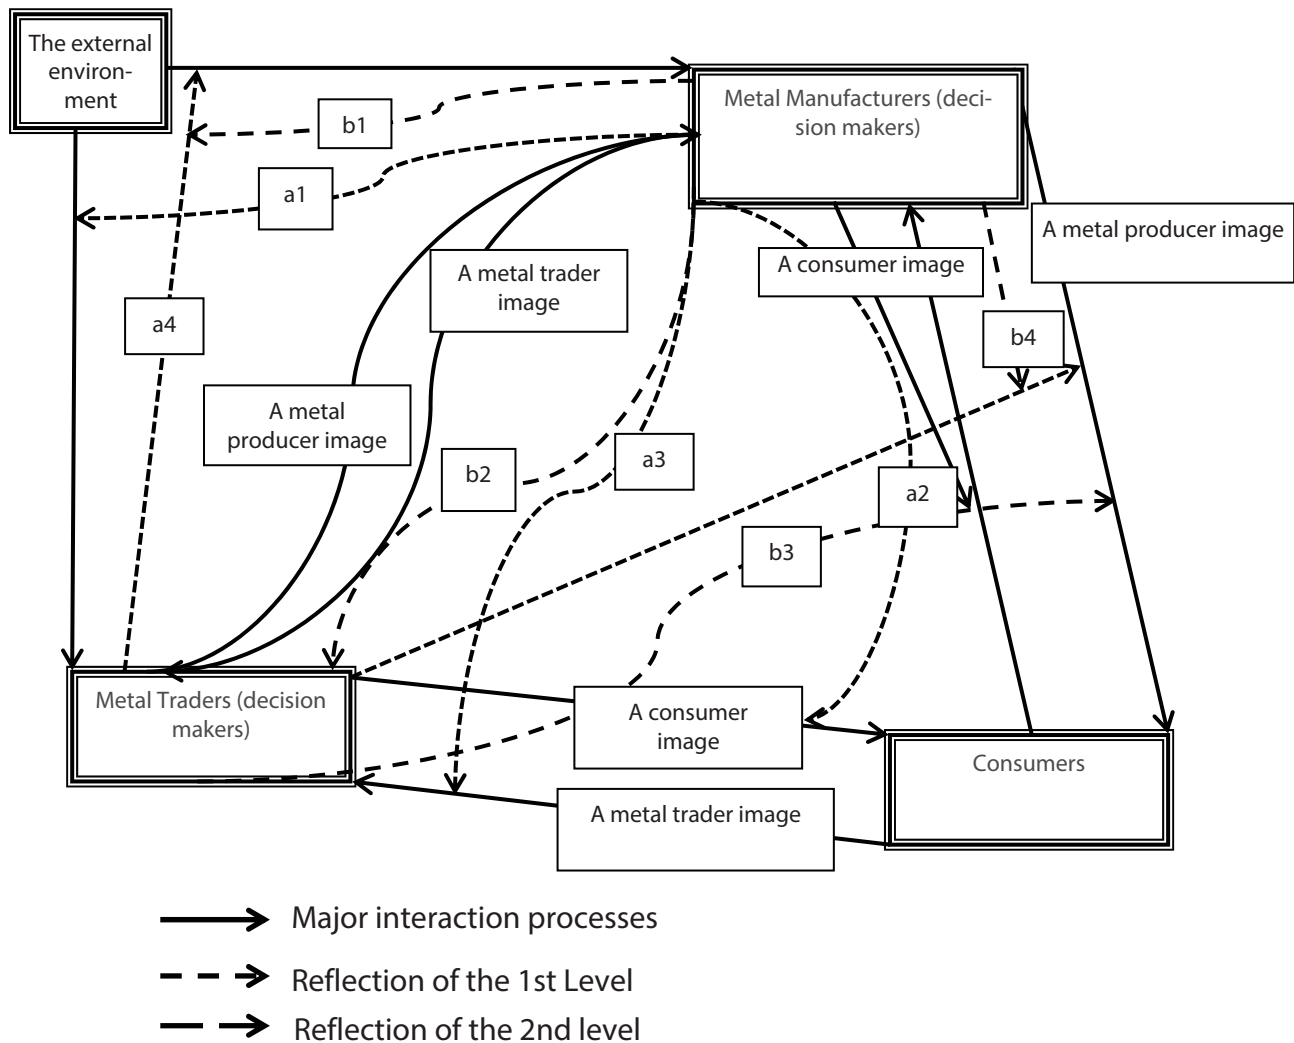 The external
environ-
ment
Metal Manufacturers (deci-
sion makers)
b1
a1
A metal producer image
A consumer image
A metal trader
image
a4
b4
A metal
producer image
b2
a3
a2
b3
Metal Traders (decision
makers)
A consumer
image
Consumers
A metal trader image
Major interaction processes
Reflection of the 1st Level
Reflection of the 2nd level